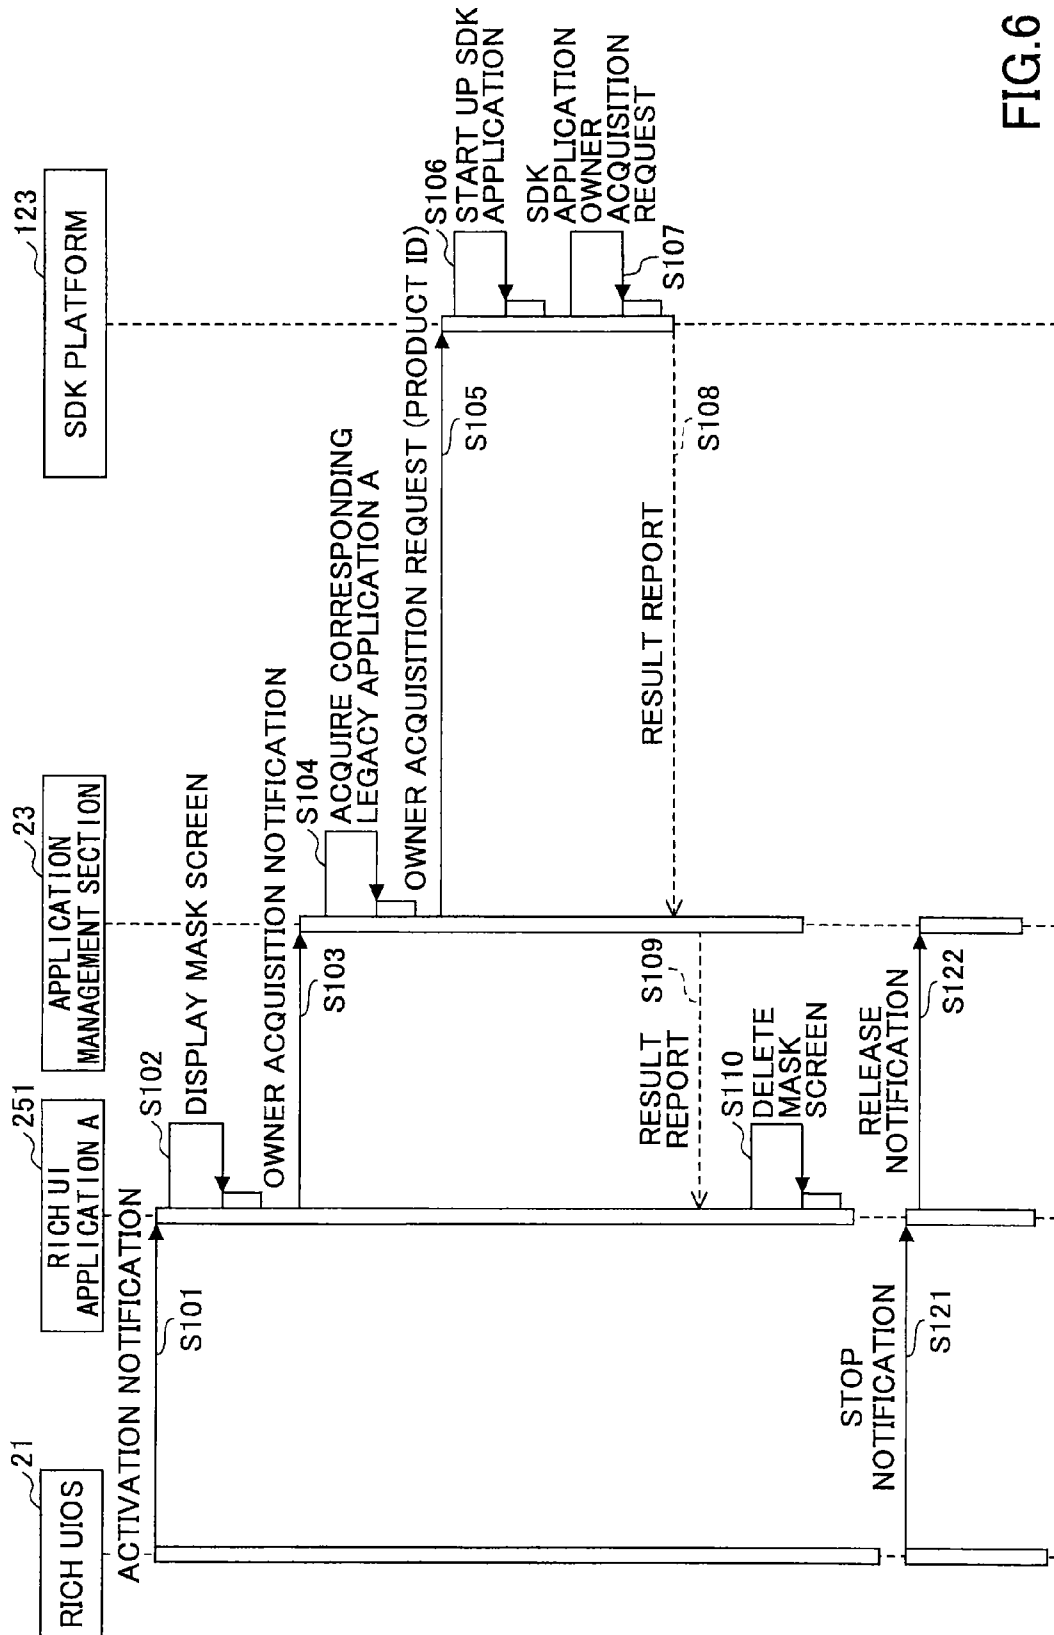 RICH UIOS
21
RICH UI
APPLICATION A
251
APPLICATION
MANAGEMENT SECTION
23
SDK PLATFORM
123
ACTIVATION NOTIFICATION
S101
S102
DISPLAY MASK SCREEN
OWNER ACQUISITION NOTIFICATION
S103
S104
ACQUIRE CORRESPONDING
LEGACY APPLICATION A
OWNER ACQUISITION REQUEST (PRODUCT ID)
S105
S106
START UP SDK
APPLICATION
SDK
APPLICATION
OWNER
ACQUISITION
REQUEST
S107
RESULT REPORT
S108
RESULT
REPORT
S109
S110
DELETE
MASK
SCREEN
STOP
NOTIFICATION
S121
RELEASE
NOTIFICATION
S122
FIG.6